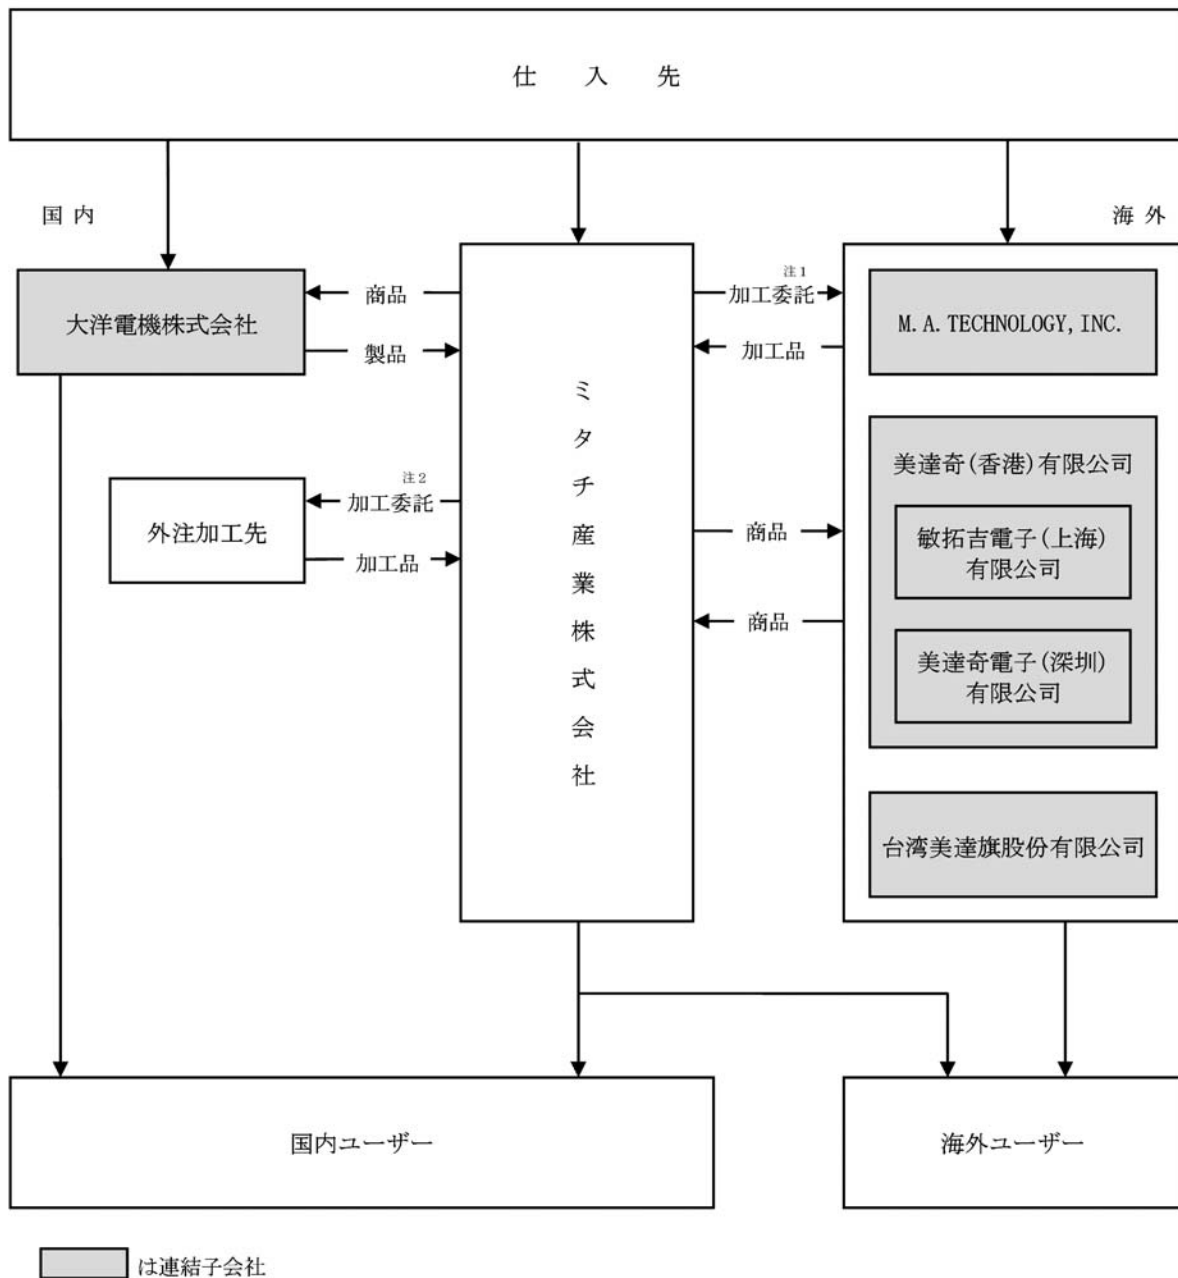 仕入先
国内
海外
大洋電機株式会社
商品
製品
注1
加工委託
加工品
M.A.TECHNOLOGY,INC.
ミタチ産業株式会社
注2
加工委託
加工品
外注加工先
商品
商品
美達奇(香港)有限公司
敏拓吉電子(上海)
有限公司
美達奇電子(深圳)
有限公司
台湾美達旗股份有限公司
国内ユーザー
海外ユーザー
は連結子会社